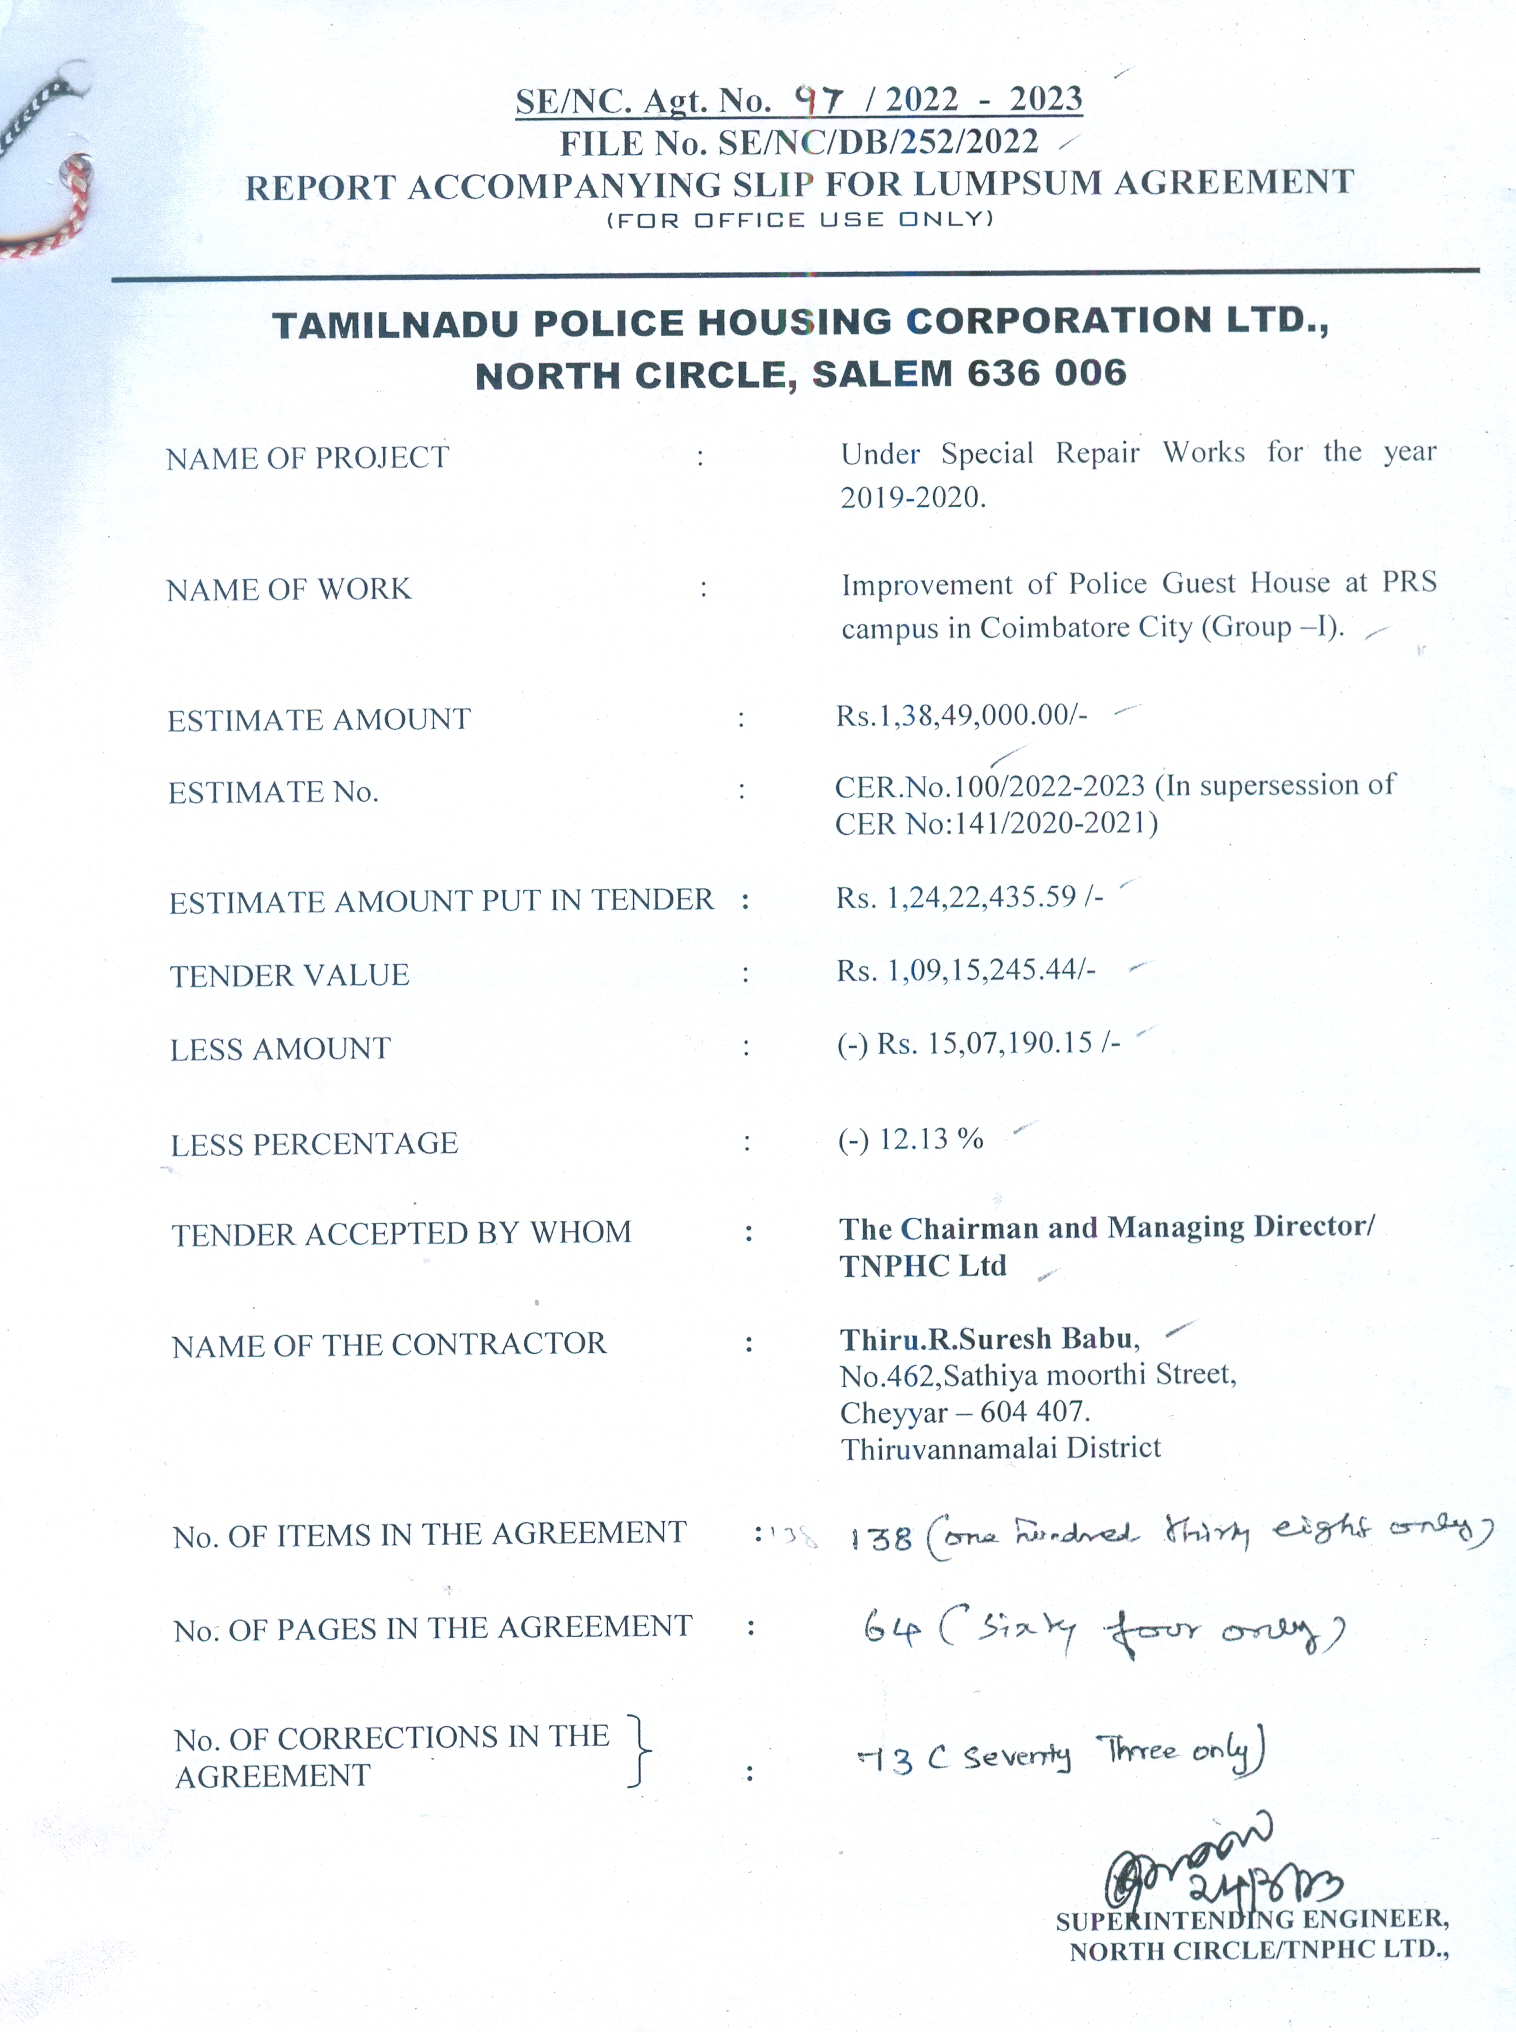 SE/NC. Agt. No. 97 / 2022 - 2023
FILE No. SE/NC/DB/252/2022
REPORT ACCOMPANYING SLIP FOR LUMPSUM AGREEMENT
(FOR OFFICE USE ONLY)
TAMILNADU POLICE HOUSING CORPORATION LTD.,
NORTH CIRCLE, SALEM 636 006
NAME OF PROJECT : Under Special Repair Works for the year
2019-2020.
NAME OF WORK : Improvement of Police Guest House at PRS
campus in Coimbatore City (Group –I).
ESTIMATE AMOUNT : Rs.1,38,49,000.00/-
ESTIMATE No. : CER.No.100/2022-2023 (In supersession of
CER No:141/2020-2021)
ESTIMATE AMOUNT PUT IN TENDER : Rs. 1,24,22,435.59 /-
TENDER VALUE : Rs. 1,09,15,245.44/-
LESS AMOUNT : (-) Rs. 15,07,190.15 /-
LESS PERCENTAGE : (-) 12.13 %
TENDER ACCEPTED BY WHOM : The Chairman and Managing Director/
TNPHC Ltd
NAME OF THE CONTRACTOR : Thiru.R.Suresh Babu,
No.462,Sathiya moorthi Street,
Cheyyar – 604 407.
Thiruvannamalai District
No. OF ITEMS IN THE AGREEMENT : 138 138 (one hundred thirty eight only)
No. OF PAGES IN THE AGREEMENT : 64 (Sixty four only)
No. OF CORRECTIONS IN THE
AGREEMENT : 73 (Seventy Three only)
SUPERINTENDING ENGINEER,
NORTH CIRCLE/TNPHC LTD.,